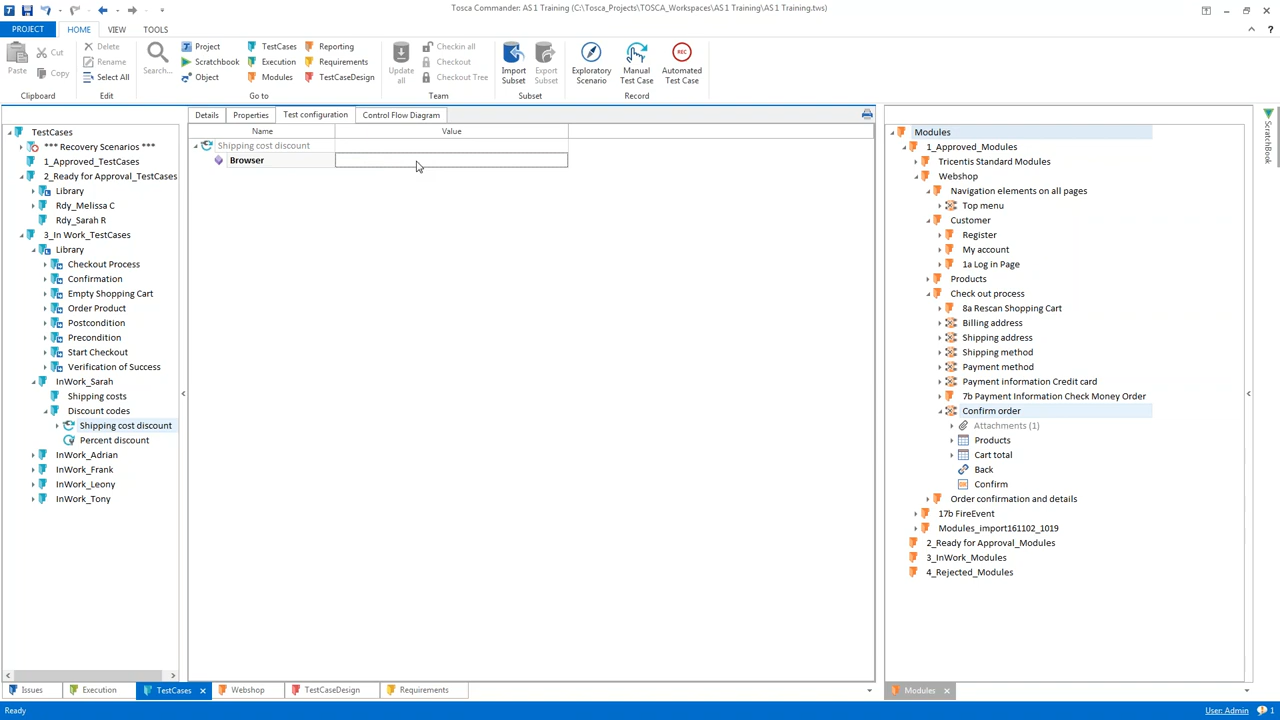 Tosca Commander: AS 1 Training (C:\Tosca_Projects\TOSCA_Workspaces\AS 1 Training\AS 1 Training.tws)
PROJECT HOME VIEW TOOLS
Paste Cut Copy Clipboard
Delete Rename Select All Edit
Search...
Project Scratchbook Object
TestCases Execution Modules
Reporting Requirements TestCaseDesign
Go to
Update all
Checkin all Checkout Checkout Tree
Team
Import Subset Export Subset
Subset
Exploratory Scenario Manual Test Case REC Automated Test Case
Record
TestCases
*** Recovery Scenarios ***
1_Approved_TestCases
2_Ready for Approval_TestCases
Library
Rdy_Melissa C
Rdy_Sarah R
3_In Work_TestCases
Library
Checkout Process
Confirmation
Empty Shopping Cart
Order Product
Postcondition
Precondition
Start Checkout
Verification of Success
InWork_Sarah
Shipping costs
Discount codes
Shipping cost discount
Percent discount
InWork_Adrian
InWork_Frank
InWork_Leony
InWork_Tony
Details Properties Test configuration Control Flow Diagram
Name Value
Shipping cost discount
Browser
Modules
1_Approved_Modules
Tricentis Standard Modules
Webshop
Navigation elements on all pages
Top menu
Customer
Register
My account
1a Log in Page
Products
Check out process
8a Rescan Shopping Cart
Billing address
Shipping address
Shipping method
Payment method
Payment information Credit card
7b Payment Information Check Money Order
Confirm order
Attachments (1)
Products
Cart total
Back
Confirm
Order confirmation and details
17b FireEvent
Modules_import161102_1019
2_Ready for Approval_Modules
3_InWork_Modules
4_Rejected_Modules
ScratchBook
Issues Execution TestCases Webshop TestCaseDesign Requirements
Modules
Ready
User: Admin 1